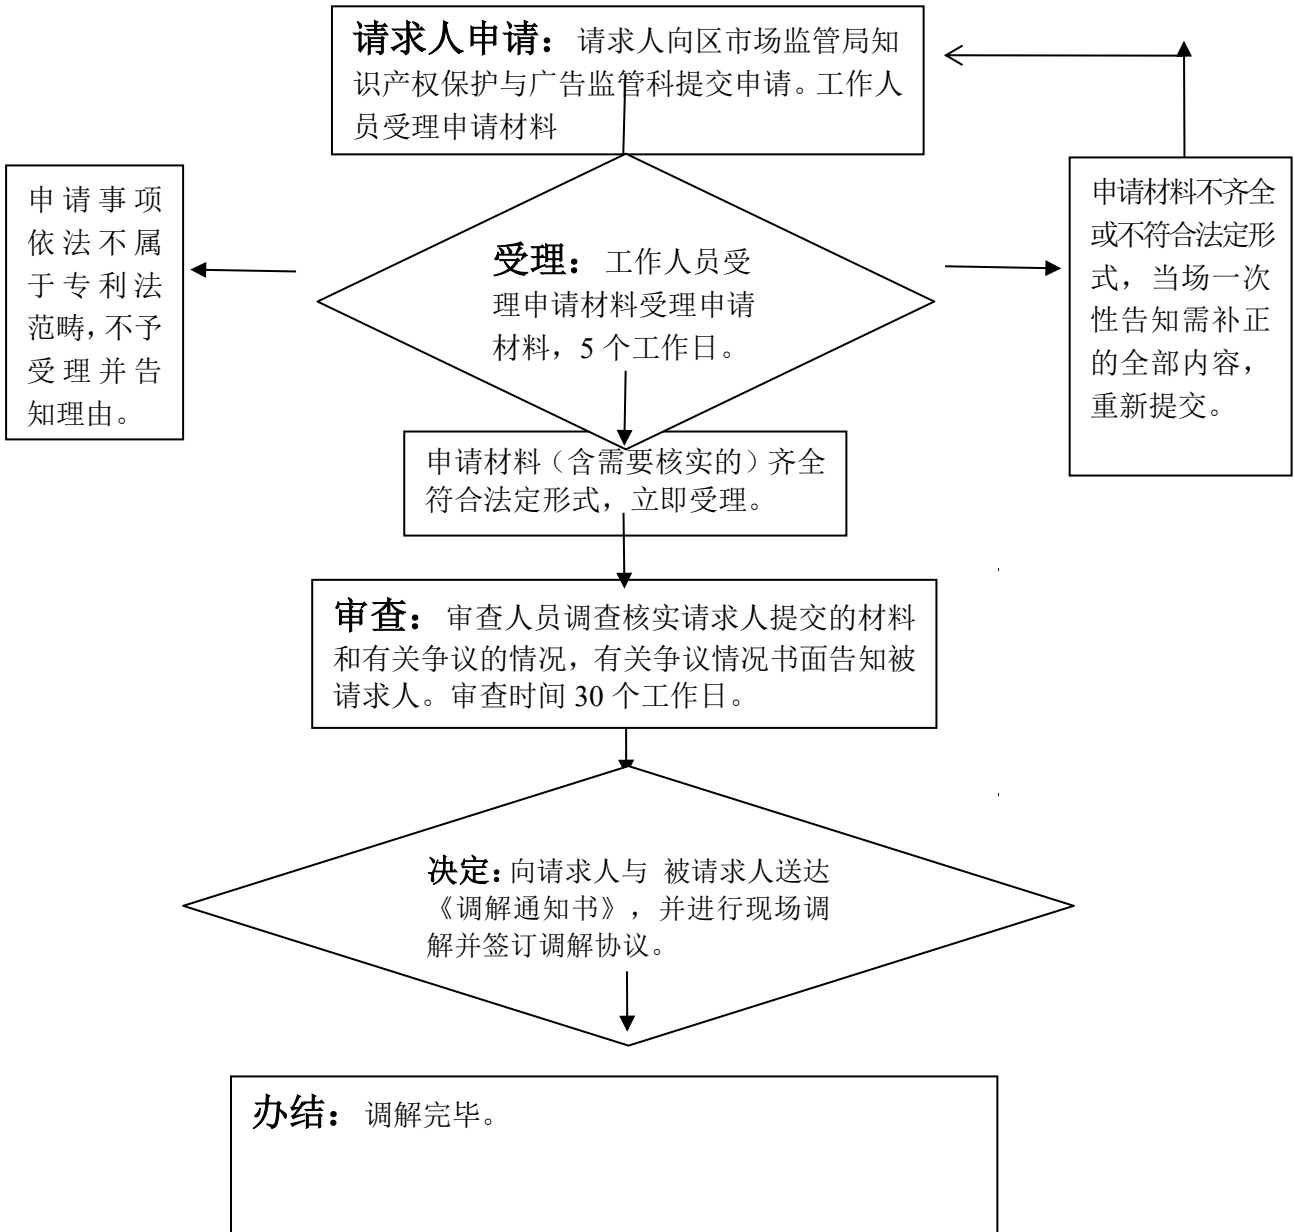 请求人申请：请求人向区市场监管局知
识产权保护与广告监管科提交申请。工作人
员受理申请材料
申请事项
依法不属
于专利法
范畴，不予
受理并告
知理由。
受理：工作人员受
理申请材料受理申请
材料，5 个工作日。
申请材料不齐全
或不符合法定形
式，当场一次
性告知需补正
的全部内容，
重新提交。
申请材料（含需要核实的）齐全
符合法定形式，立即受理。
审查：审查人员调查核实请求人提交的材料
和有关争议的情况，有关争议情况书面告知被
请求人。审查时间 30 个工作日。
决定：向请求人与 被请求人送达
《调解通知书》，并进行现场调
解并签订调解协议。
办结：调解完毕。